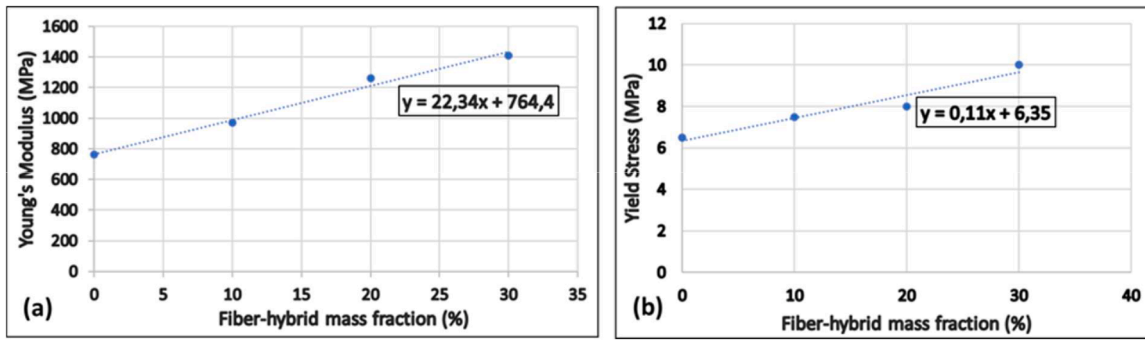 1600
1400
1200
1000
800
600
400
200
0
Young's Modulus (MPa)
y = 22,34x + 764,4
0 5 10 15 20 25 30 35
Fiber-hybrid mass fraction (%)
(a)
12
10
8
6
4
2
0
Yield Stress (MPa)
y = 0,11x + 6,35
0 10 20 30 40
Fiber-hybrid mass fraction (%)
(b)